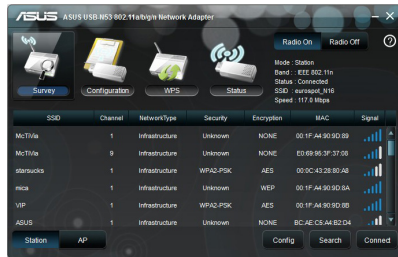 ASUS ASUS USB-N53 802.11a/b/g/n Network Adapter
Radio On Radio Off
Mode : Station
Band : : IEEE 802.11n
Status : Connected
SSID : eurospot_N16
Speed : 117.0 Mbps
Survey Configuration WPS Status
SSID Channel NetworkType Security Encryption MAC Signal
McTiVia 1 Infrastructure Unknown NONE 00:1F:A4:90:9D:89
McTiVia 9 Infrastructure Unknown NONE E0:69:95:3F:37:08
starsucks 1 Infrastructure WPA2-PSK AES 00:0C:43:28:80:A8
mica 1 Infrastructure Unknown WEP 00:1F:A4:90:9D:8A
VIP 1 Infrastructure WPA2-PSK AES 00:1F:A4:90:9D:8B
ASUS 1 Infrastructure Unknown NONE BC:AE:C5:A4:B2:D4
Station AP Config Search Connect